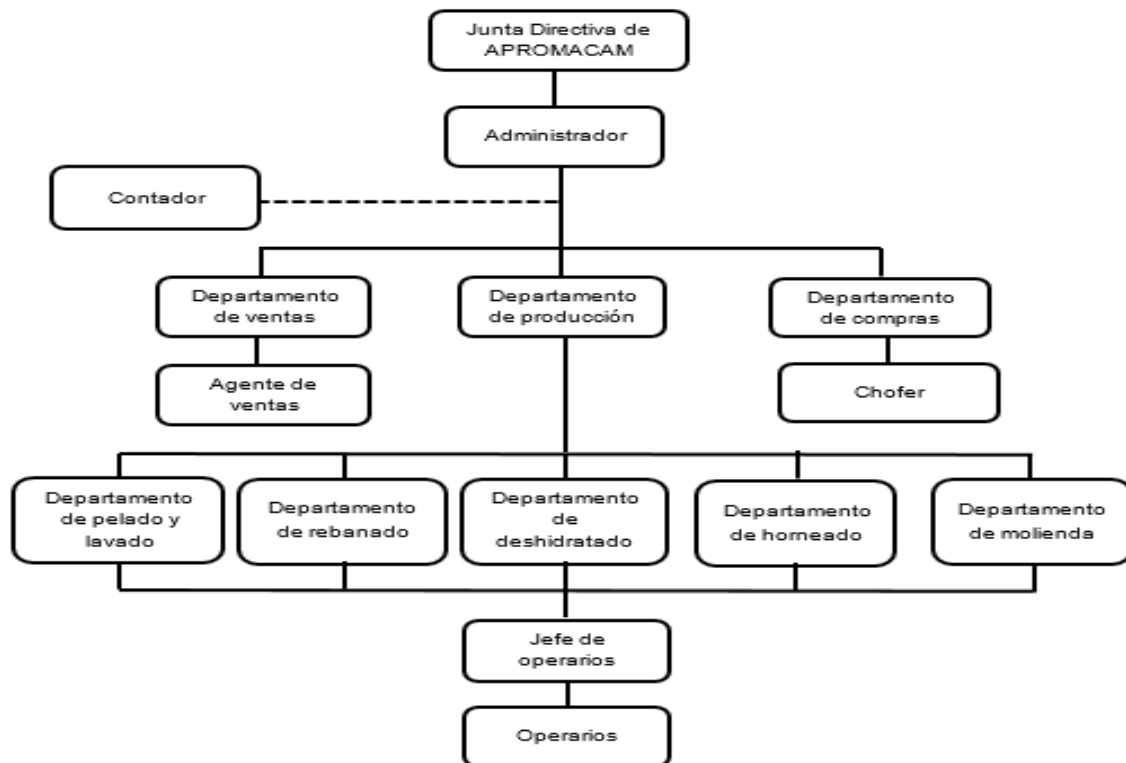 Junta Directiva de
APROMACAM
Administrador
Contador
Departamento
de ventas
Departamento
de producción
Departamento
de compras
Agente de
ventas
Chofer
Departamento
de pelado y
lavado
Departamento
de rebanado
Departamento
de
deshidratado
Departamento
de horneado
Departamento
de molienda
Jefe de
operarios
Operarios